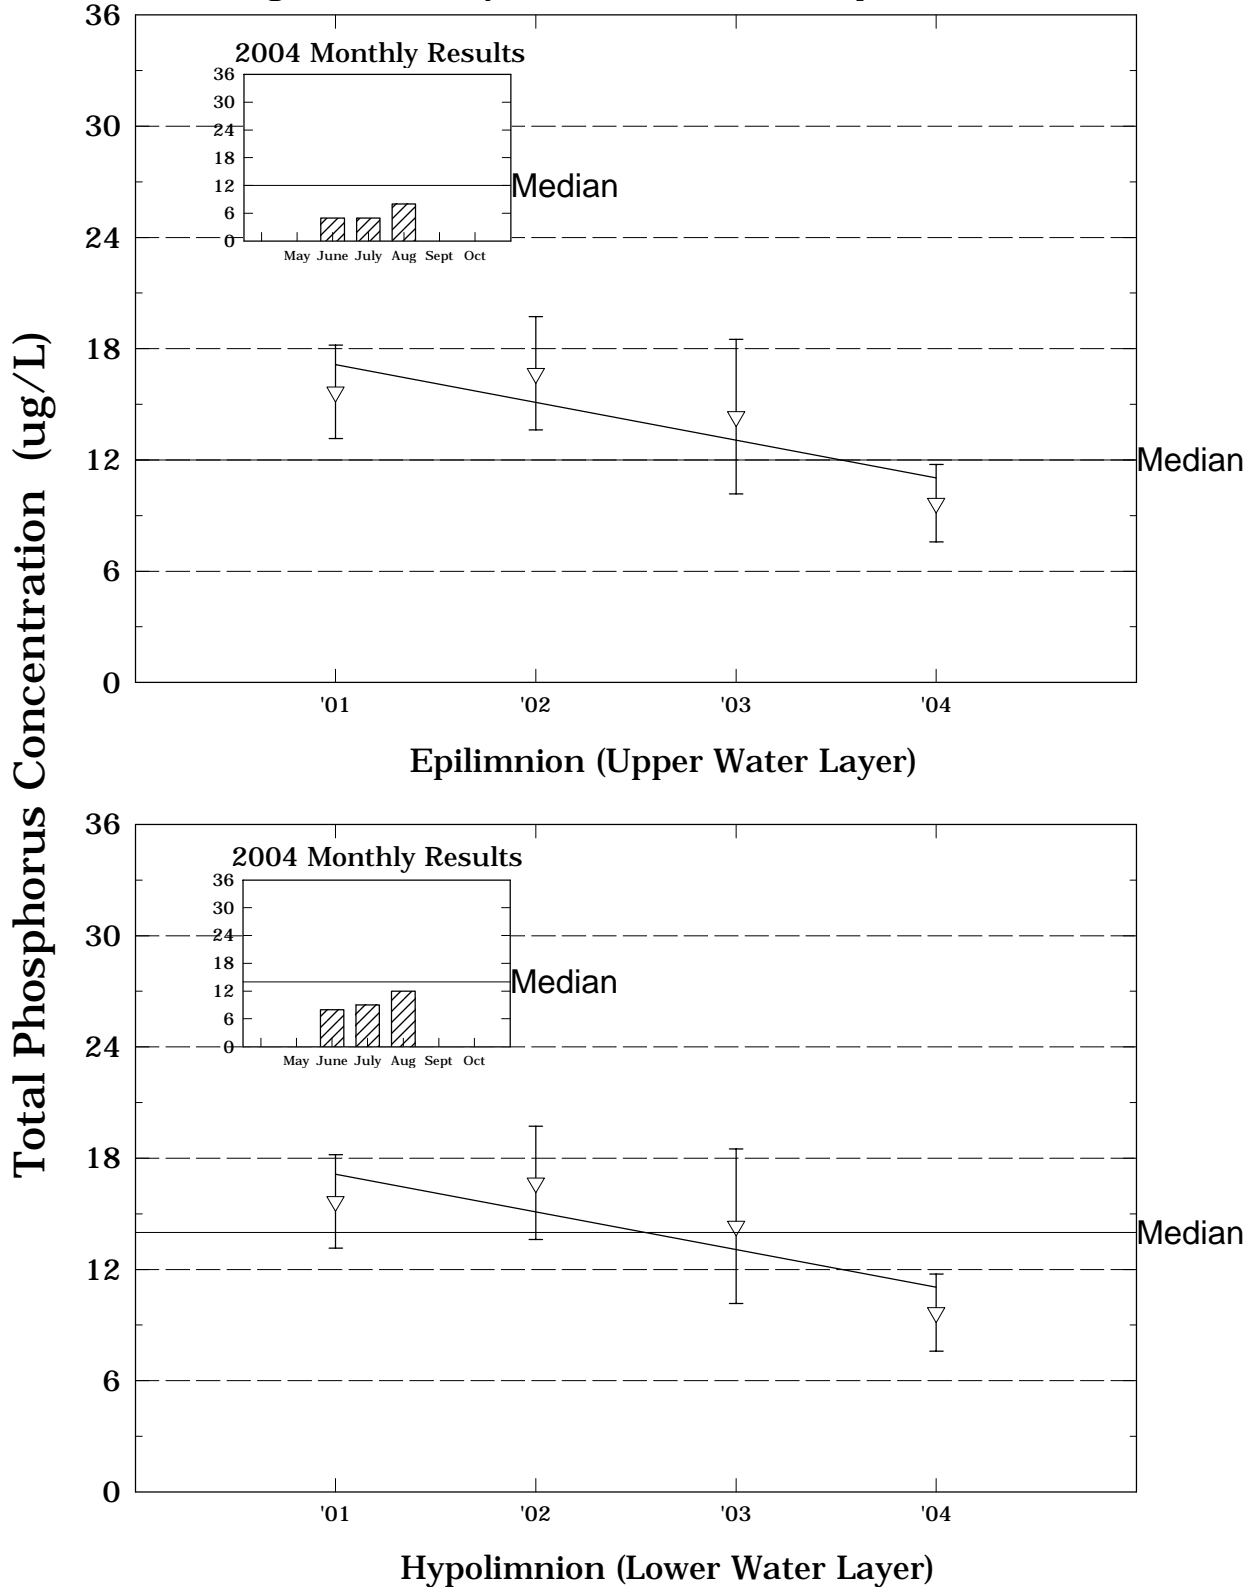 36
2004 Monthly Results
36
30
24
18
12
6
0
Median
May June July Aug Sept Oct
30
24
18
12
6
0
Median
'01 '02 '03 '04
Epilimnion (Upper Water Layer)
Total Phosphorus Concentration (ug/L)
36
2004 Monthly Results
36
30
24
18
12
6
0
Median
May June July Aug Sept Oct
30
24
18
12
6
0
Median
'01 '02 '03 '04
Hypolimnion (Lower Water Layer)